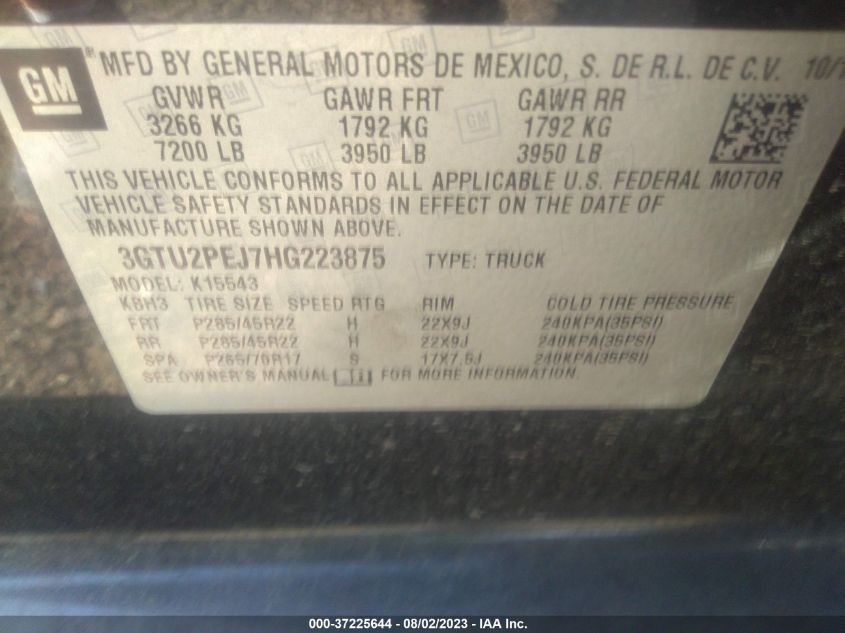 GM
® MFD BY GENERAL MOTORS DE MEXICO, S. DE R.L. DE C.V. 10/1
GVWR GAWR FRT GAWR RR
3266 KG 1792 KG 1792 KG
7200 LB 3950 LB 3950 LB
THIS VEHICLE CONFORMS TO ALL APPLICABLE U.S. FEDERAL MOTOR
VEHICLE SAFETY STANDARDS IN EFFECT ON THE DATE OF
MANUFACTURE SHOWN ABOVE.
3GTU2PEJ7HG223875 TYPE: TRUCK
MODEL: K15543
TIRE SIZE SPEED RTG RIM COLD TIRE PRESSURE
FRT P285/45R22 H 22X9J 240KPA(35PSI)
RR P285/45R22 H 22X9J 240KPA(35PSI)
SPA P265/70R17 S 17X7.5J 240KPA(35PSI)
SEE OWNER'S MANUAL FOR MORE INFORMATION.
000-37225644 - 08/02/2023 - IAA Inc.